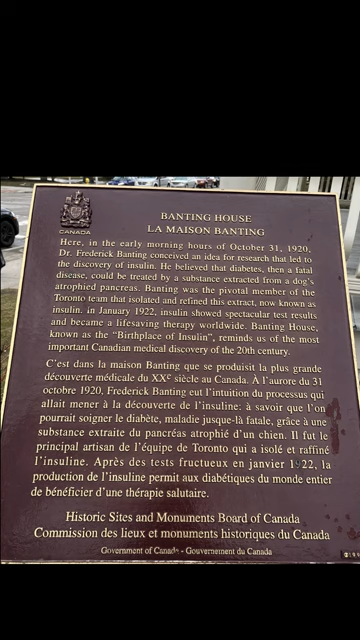 CANADA
BANTING HOUSE
LA MAISON BANTING
Here, in the early morning hours of October 31, 1920,
Dr. Frederick Banting conceived an idea for research that led to
the discovery of insulin. He believed that diabetes, then a fatal
disease, could be treated by a substance extracted from a dog's
atrophied pancreas. Banting was the pivotal member of the
Toronto team that isolated and refined this extract, now known as
insulin. in January 1922, insulin showed spectacular test results
and became a lifesaving therapy worldwide. Banting House,
known as the "Birthplace of Insulin", reminds us of the most
important Canadian medical discovery of the 20th century.
C'est dans la maison Banting que se produisit la plus grande
découverte médicale du XXe siècle au Canada. À l'aurore du 31
octobre 1920, Frederick Banting eut l'intuition du processus qui
allait mener à la découverte de l'insuline: à savoir que l'on
pourrait soigner le diabète, maladie jusque-là fatale, grâce à une
substance extraite du pancréas atrophié d'un chien. Il fut le
principal artisan de l'équipe de Toronto qui a isolé et raffiné
l'insuline. Après des tests fructueux en janvier 1922, la
production de l'insuline permit aux diabétiques du monde entier
de bénéficier d'une thérapie salutaire.
Historic Sites and Monuments Board of Canada
Commission des lieux et monuments historiques du Canada
Government of Canada - Gouvernement du Canada